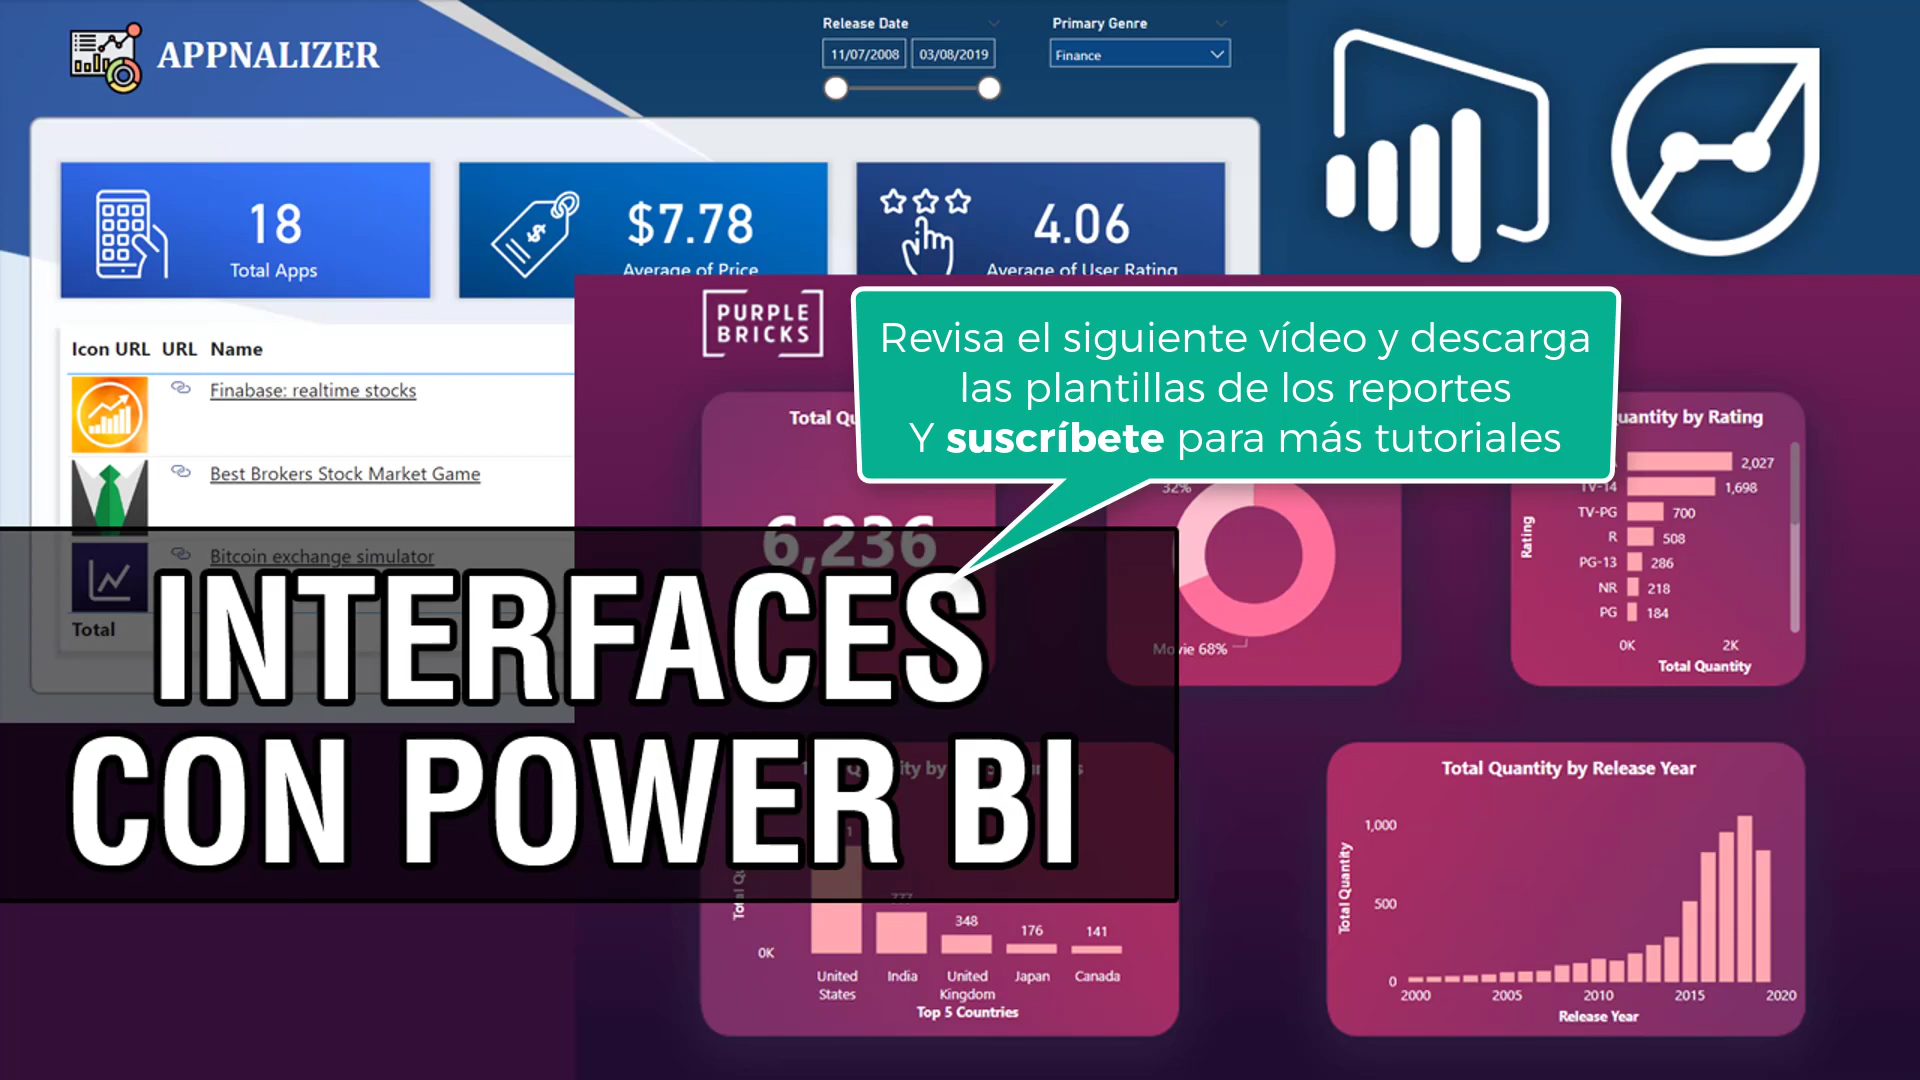 APPNALIZER
Release Date
11/07/2008 03/08/2019
Primary Genre
Finance
18
Total Apps
$7.78
Average of Price
4.06
Average of User Rating
Icon URL URL Name
Finabase: realtime stocks
Best Brokers Stock Market Game
Bitcoin exchange simulator
Total
PURPLE
BRICKS
Revisa el siguiente vídeo y descarga
las plantillas de los reportes
Y suscríbete para más tutoriales
INTERFACES
CON POWER BI
Total Qu
6,236
32%
Movie 68%
uantity by Rating
Rating
2,027
TV-14 1,698
TV-PG 700
R 508
PG-13 286
NR 218
PG 184
0K 2K
Total Quantity
ity by
0K
348
176
141
United
States
India
United
Kingdom
Japan
Canada
Top 5 Countries
Total Quantity by Release Year
Total Quantity
1,000
500
0
2000 2005 2010 2015 2020
Release Year